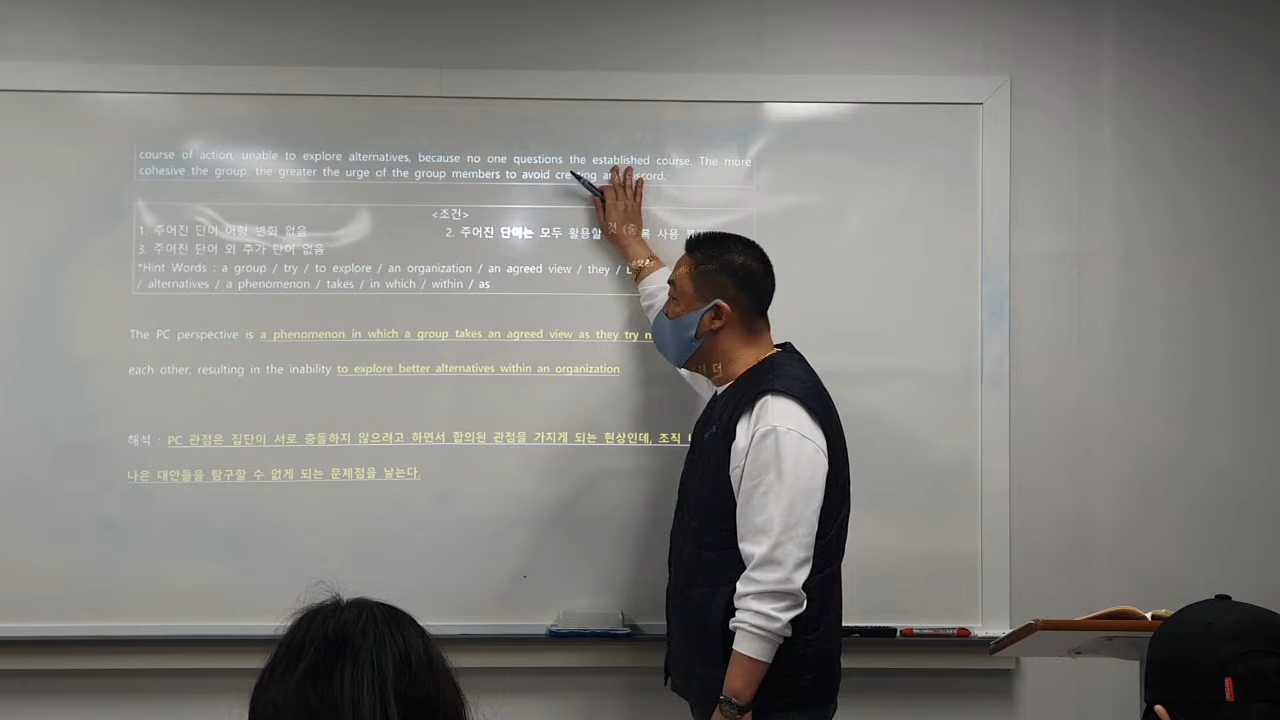 course of action, unable to explore alternatives, because no one questions the established course. The more
cohesive the group, the greater the urge of the group members to avoid discord.
<조건>
1. 주어진 단어 어형 변화 없음 2. 주어진 단어는 모두 활용할 것 사용
3. 주어진 단어 외 추가 단어 없음
*Hint Words : a group / try / to explore / an organization / an agreed view / they /
/ alternatives / a phenomenon / takes / in which / within / as
The PC perspective is a phenomenon in which a group takes an agreed view as they try
each other, resulting in the inability to explore better alternatives within an organization.
해석 : PC 관점은 집단이 서로 충돌하지 않으려고 하면서 합의된 관점을 가지게 되는 현상인데, 조직 더
나은 대안들을 탐구할 수 없게 되는 문제점을 낳는다.